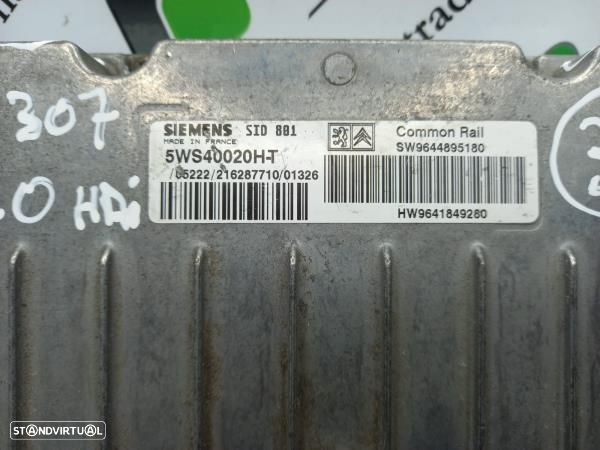 307
.0 HDi
SIEMENS SID 801
MADE IN FRANCE
5WS40020H-T
05222/216287710/01326
Common Rail
SW9644895180
HW9641849280
STANDVIRTUAL